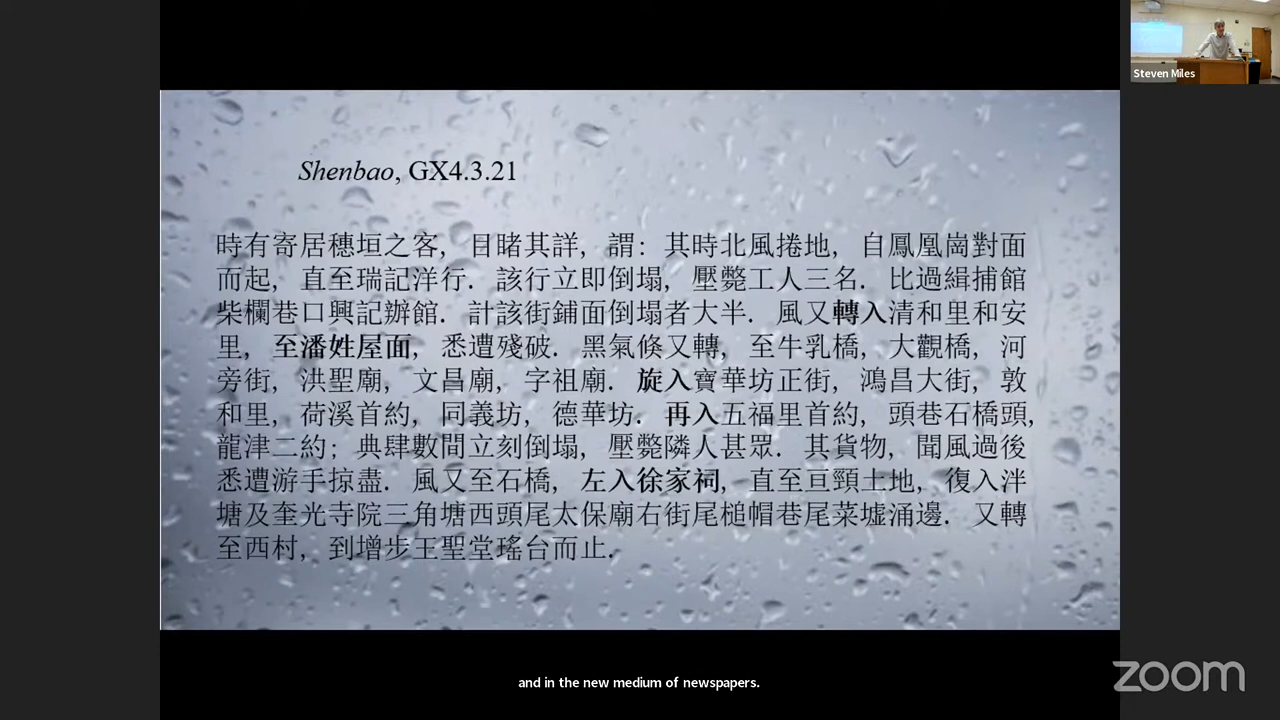 Steven Miles
Shenbao, GX4.3.21
時有寄居穗垣之客, 目睹其詳, 謂: 其時北風捲地, 自鳳凰崗對面
而起, 直至瑞記洋行. 該行立即倒塌, 壓斃工人三名. 比過緝捕館
柴欄巷口興記辦館. 計該街鋪面倒塌者大半. 風又轉入清和里和安
里, 至潘姓屋面, 悉遭殘破. 黑氣倏又轉, 至牛乳橋, 大觀橋, 河
旁街, 洪聖廟, 文昌廟, 字祖廟. 旋入寶華坊正街, 鴻昌大街, 敦
和里, 荷溪首約, 同義坊, 德華坊. 再入五福里首約, 頭巷石橋頭,
龍津二約; 典肆數間立刻倒塌, 壓斃隣人甚眾. 其貨物, 聞風過後
悉遭游手掠盡. 風又至石橋, 左入徐家祠, 直至亘頸土地, 復入泮
塘及奎光寺院三角塘西頭尾太保廟右街尾槌帽巷尾菜墟涌邊. 又轉
至西村, 到增步王聖堂瑤台而止.
and in the new medium of newspapers.
zoom